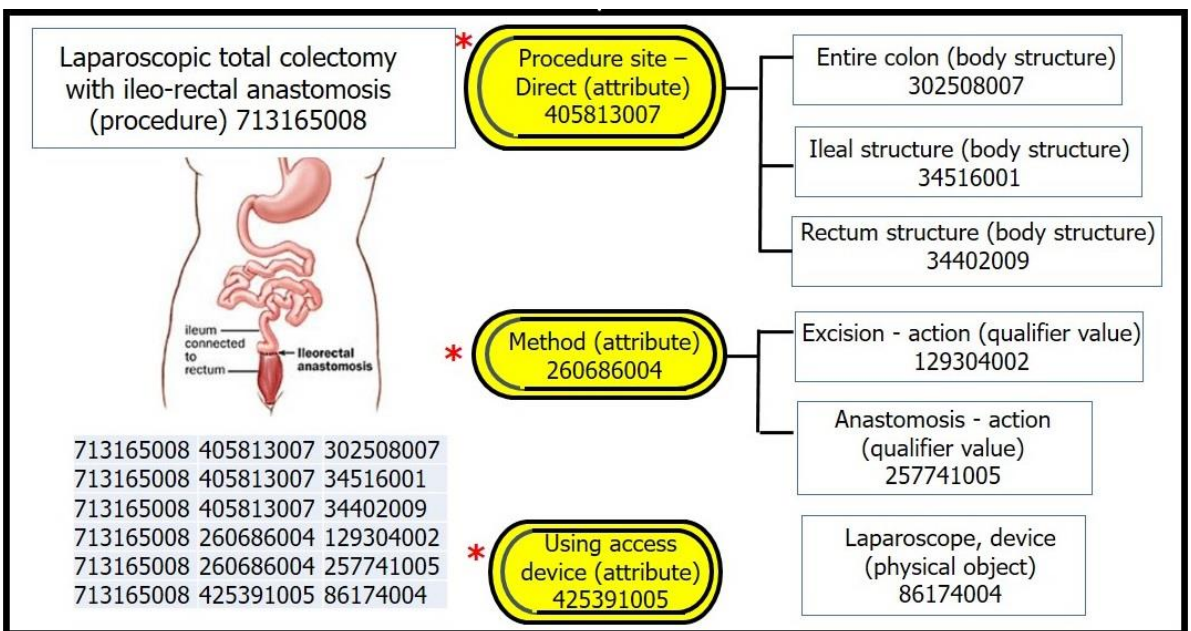 Laparoscopic total colectomy
with ileo-rectal anastomosis
(procedure) 713165008
* Procedure site –
Direct (attribute)
405813007
Entire colon (body structure)
302508007
Ileal structure (body structure)
34516001
Rectum structure (body structure)
34402009
ileum
connected
to
rectum
Ileorectal
anastomosis
* Method (attribute)
260686004
Excision - action (qualifier value)
129304002
Anastomosis - action
(qualifier value)
257741005
713165008 405813007 302508007
713165008 405813007 34516001
713165008 405813007 34402009
713165008 260686004 129304002
713165008 260686004 257741005
713165008 425391005 86174004
* Using access
device (attribute)
425391005
Laparoscope, device
(physical object)
86174004